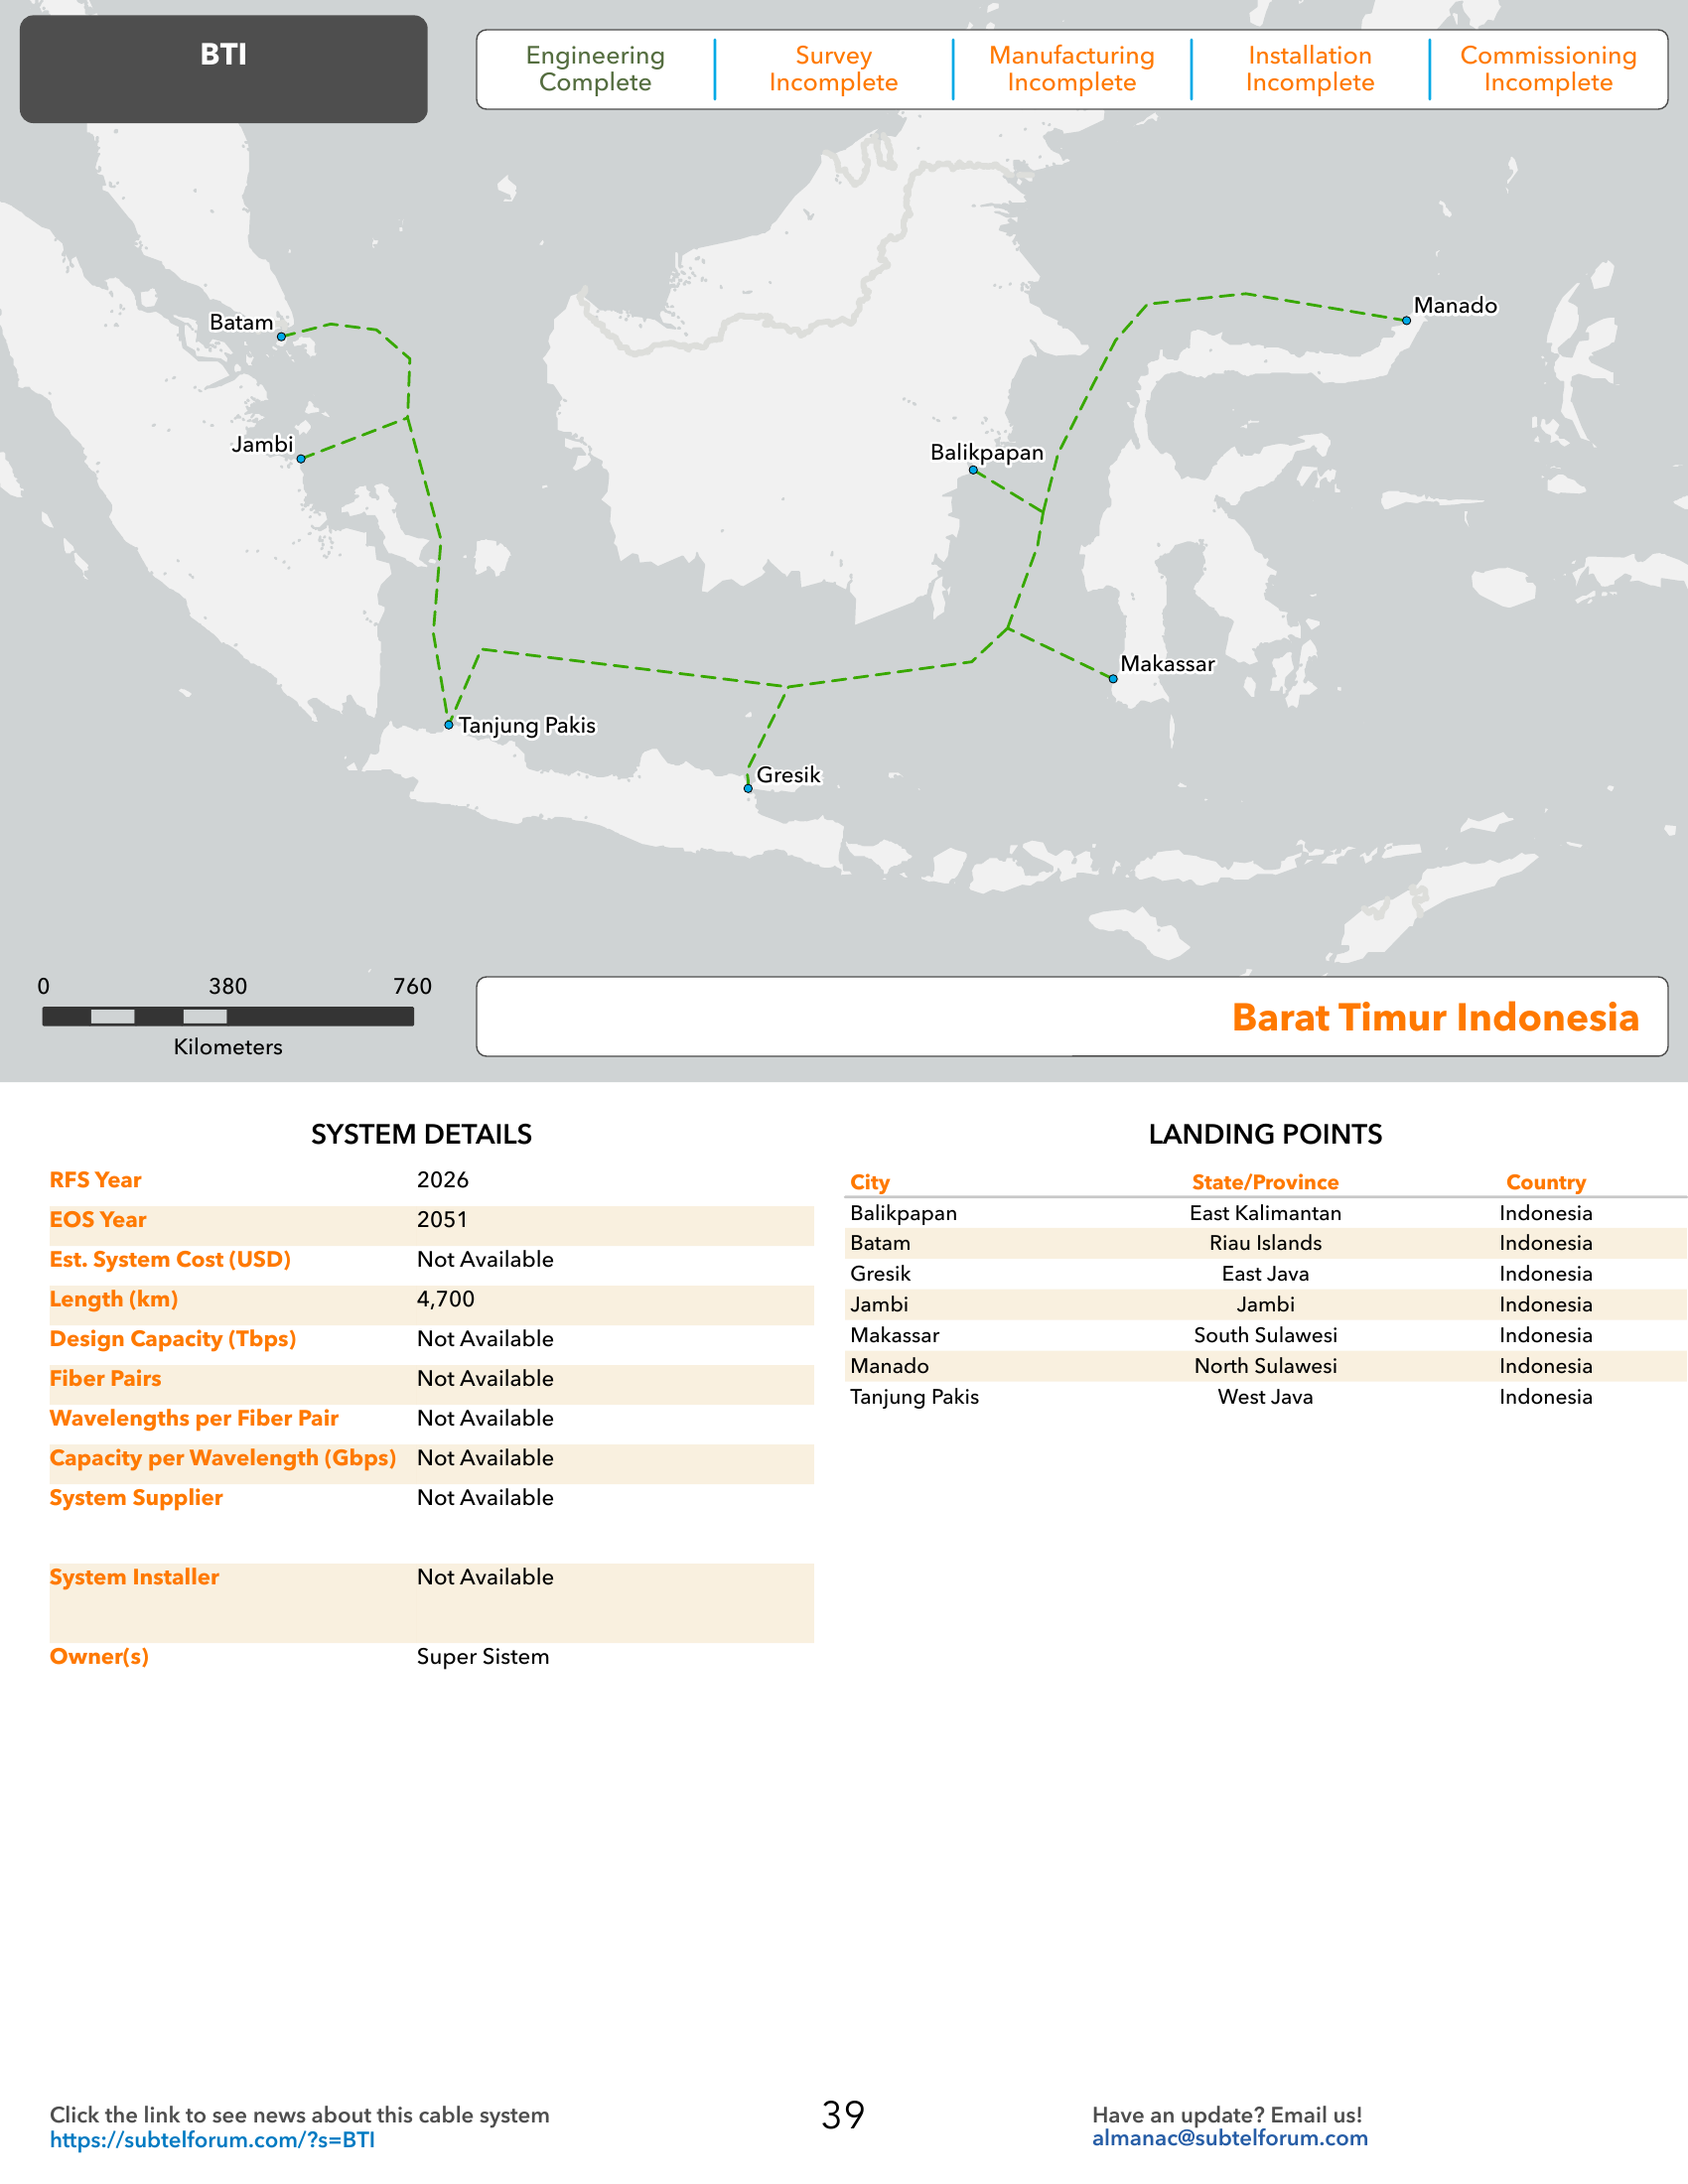 BTI
Engineering
Complete
Survey
Incomplete
Manufacturing
Incomplete
Installation
Incomplete
Commissioning
Incomplete
Batam
Manado
Jambi
Balikpapan
Makassar
Tanjung Pakis
Gresik
0 380 760
Kilometers
Barat Timur Indonesia
SYSTEM DETAILS
RFS Year 2026
EOS Year 2051
Est. System Cost (USD) Not Available
Length (km) 4,700
Design Capacity (Tbps) Not Available
Fiber Pairs Not Available
Wavelengths per Fiber Pair Not Available
Capacity per Wavelength (Gbps) Not Available
System Supplier Not Available
System Installer Not Available
Owner(s) Super Sistem
LANDING POINTS
City State/Province Country
Balikpapan East Kalimantan Indonesia
Batam Riau Islands Indonesia
Gresik East Java Indonesia
Jambi Jambi Indonesia
Makassar South Sulawesi Indonesia
Manado North Sulawesi Indonesia
Tanjung Pakis West Java Indonesia
Click the link to see news about this cable system
https://subtelforum.com/?s=BTI
39
Have an update? Email us!
almanac@subtelforum.com